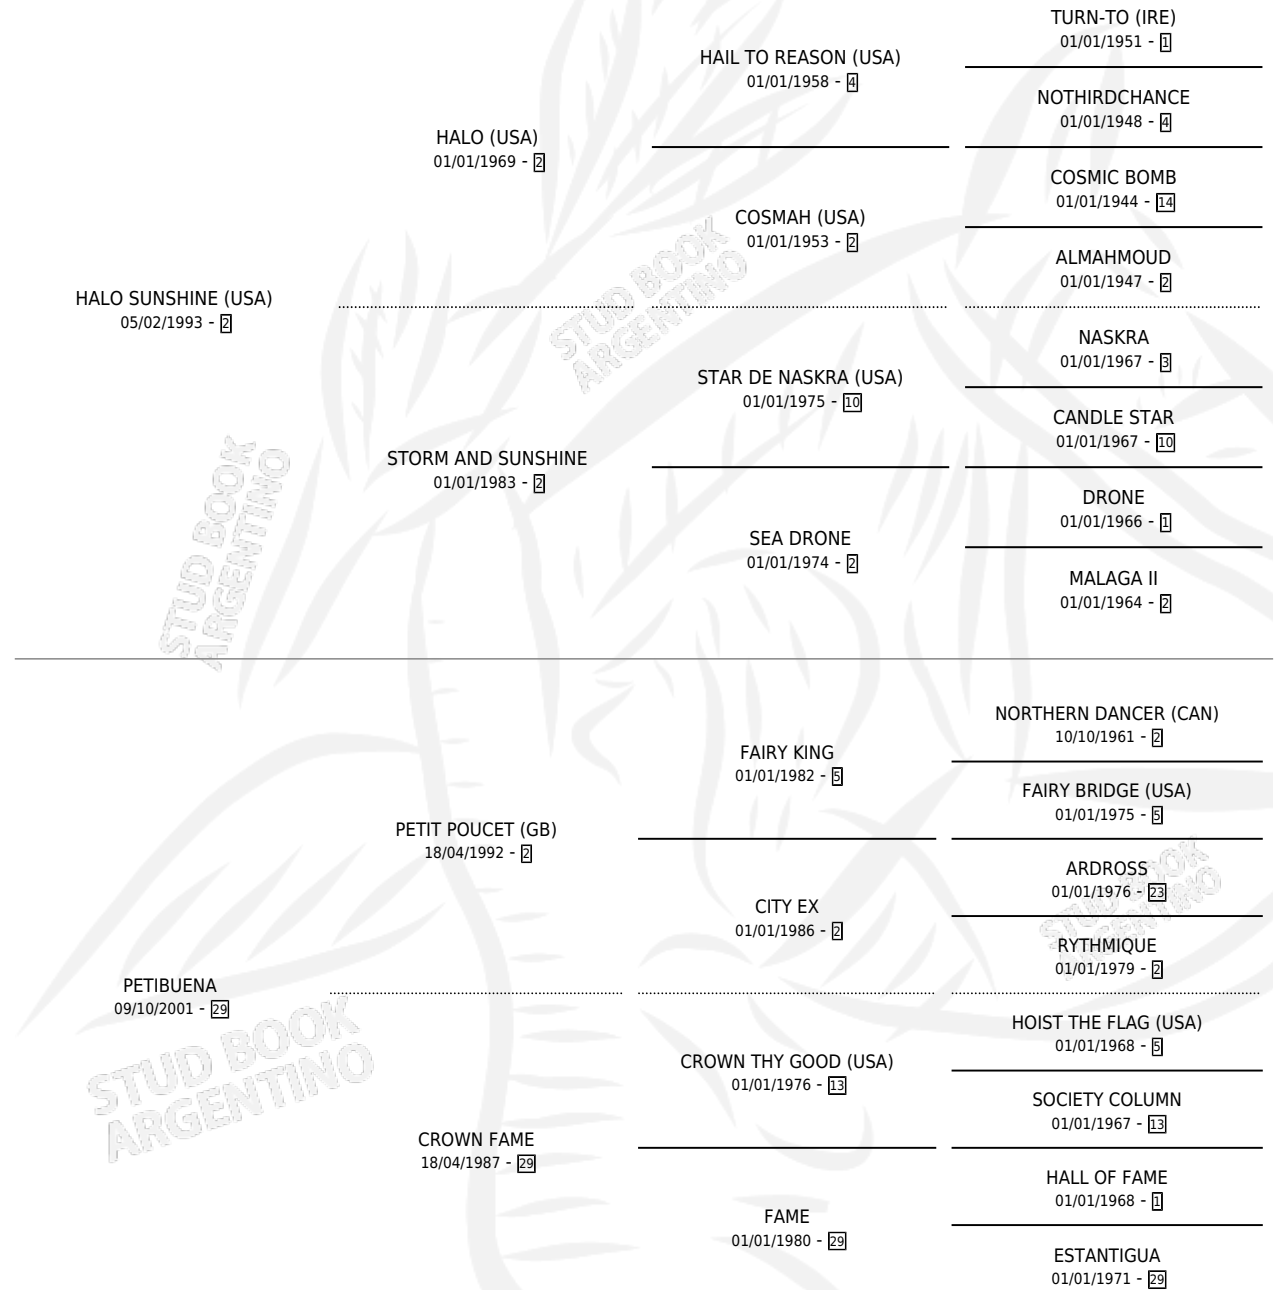 TURN-TO (IRE)
01/01/1951 - 1
HAIL TO REASON (USA)
01/01/1958 - 4
NOTHIRDCHANCE
01/01/1948 - 4
HALO (USA)
01/01/1969 - 2
COSMIC BOMB
01/01/1944 - 14
COSMAH (USA)
01/01/1953 - 2
ALMAHMOUD
01/01/1947 - 2
HALO SUNSHINE (USA)
05/02/1993 - 2
NASKRA
01/01/1967 - 3
STAR DE NASKRA (USA)
01/01/1975 - 10
CANDLE STAR
01/01/1967 - 10
STORM AND SUNSHINE
01/01/1983 - 2
DRONE
01/01/1966 - 1
SEA DRONE
01/01/1974 - 2
MALAGA II
01/01/1964 - 2
NORTHERN DANCER (CAN)
10/10/1961 - 2
FAIRY KING
01/01/1982 - 5
FAIRY BRIDGE (USA)
01/01/1975 - 5
PETIT POUCET (GB)
18/04/1992 - 2
ARDROSS
01/01/1976 - 23
CITY EX
01/01/1986 - 2
RYTHMIQUE
01/01/1979 - 2
PETIBUENA
09/10/2001 - 29
HOIST THE FLAG (USA)
01/01/1968 - 5
CROWN THY GOOD (USA)
01/01/1976 - 13
SOCIETY COLUMN
01/01/1967 - 13
CROWN FAME
18/04/1987 - 29
HALL OF FAME
01/01/1968 - 1
FAME
01/01/1980 - 29
ESTANTIGUA
01/01/1971 - 29
STUD BOOK
ARGENTINO
STUD BOOK
ARGENTINO
STUD BOOK
ARGENTINO
STUD BOOK
ARGENTINO